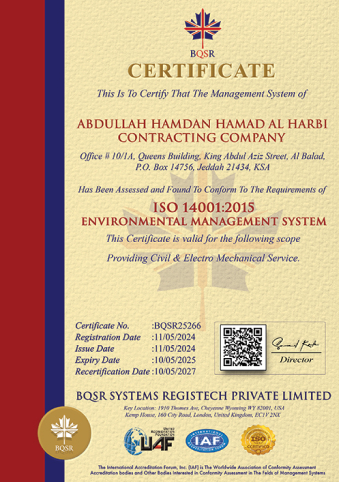 BQSR
CERTIFICATE
This Is To Certify That The Management System of
ABDULLAH HAMDAN HAMAD AL HARBI
CONTRACTING COMPANY
Office # 10/1A, Queens Building, King Abdul Aziz Street, Al Balad,
P.O. Box 14756, Jeddah 21434, KSA
Has Been Assessed and Found To Conform To The Requirements of
ISO 14001:2015
ENVIRONMENTAL MANAGEMENT SYSTEM
This Certificate is valid for the following scope
Providing Civil & Electro Mechanical Service.
Certificate No. :BQSR25266
Registration Date :11/05/2024
Issue Date :11/05/2024
Expiry Date :10/05/2025
Recertification Date :10/05/2027
Director
BQSR SYSTEMS REGISTECH PRIVATE LIMITED
Key Location: 1910 Thomes Ave, Cheyenne Wyoming WY 82001, USA
Kemp House, 160 City Road, London, United Kingdom, EC1V 2NX
BQSR
UAF
IAF
ISO
The International Accreditation Forum, Inc. (IAF) is The Worldwide Association of Conformity Assessment
Accreditation bodies and Other Bodies Interested in Conformity Assessment in The Folds of Management Systems